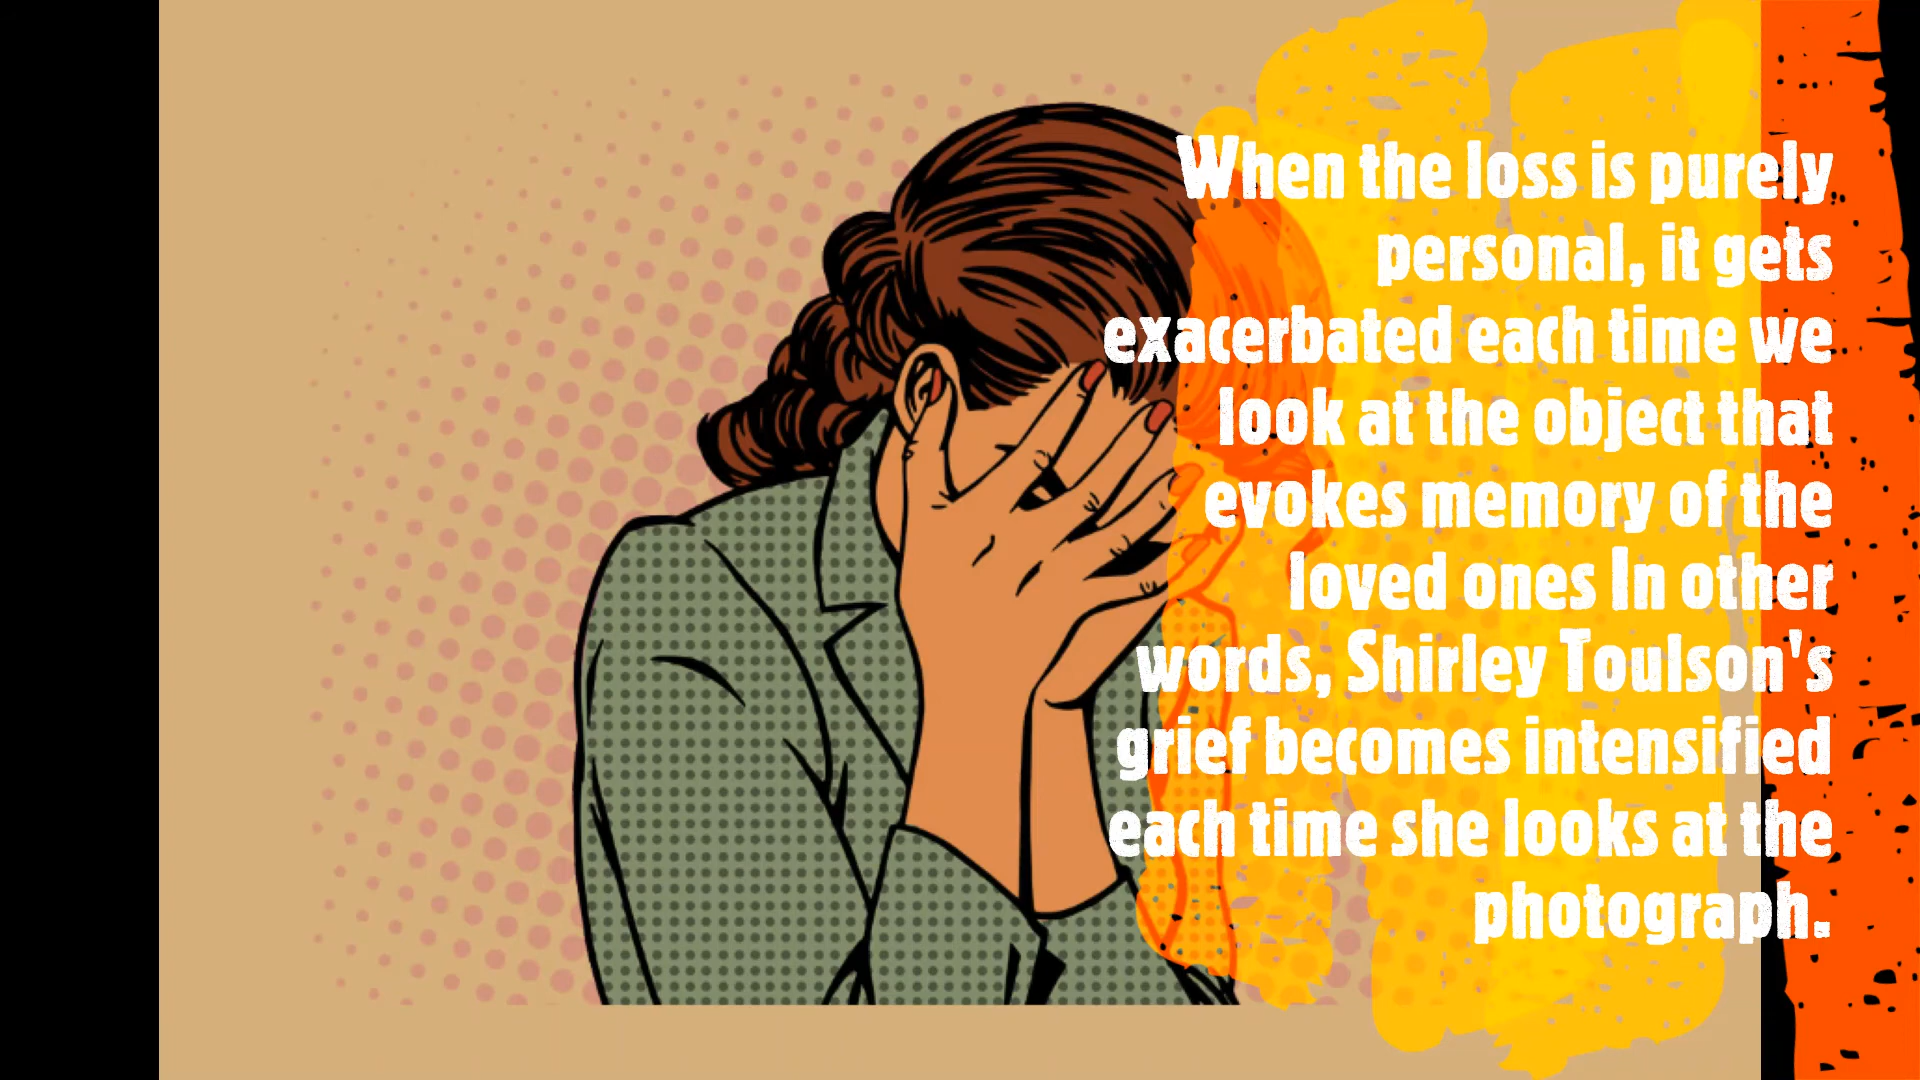 When the loss is purely
personal, it gets
exacerbated each time we
look at the object that
evokes memory of the
loved ones In other
words, Shirley Toulson's
grief becomes intensified
each time she looks at the
photograph.